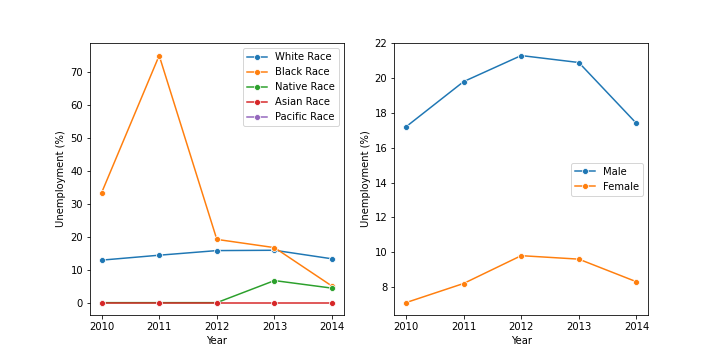 Unemployment (%)
70
60
50
40
30
20
10
0
2010 2011 2012 2013 2014
Year
White Race
Black Race
Native Race
Asian Race
Pacific Race
Unemployment (%)
22
20
18
16
14
12
10
8
2010 2011 2012 2013 2014
Year
Male
Female